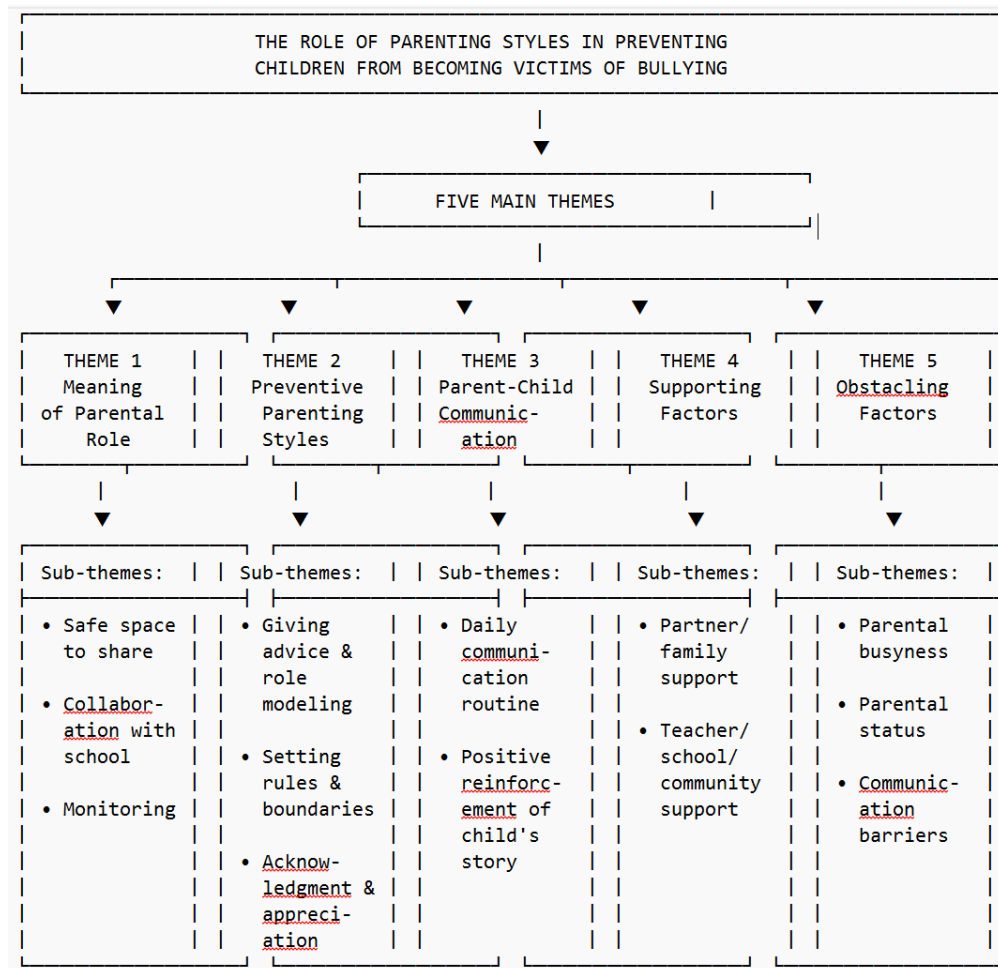 THE ROLE OF PARENTING STYLES IN PREVENTING
CHILDREN FROM BECOMING VICTIMS OF BULLYING
FIVE MAIN THEMES
THEME 1
Meaning
of Parental
Role
THEME 2
Preventive
Parenting
Styles
THEME 3
Parent-Child
Communic-
ation
THEME 4
Supporting
Factors
THEME 5
Obstacling
Factors
Sub-themes:
• Safe space
to share
• Collabor-
ation with
school
• Monitoring
Sub-themes:
• Giving
advice &
role
modeling
• Setting
rules &
boundaries
• Acknow-
ledgment &
appreci-
ation
Sub-themes:
• Daily
communi-
cation
routine
• Positive
reinforc-
ement of
child's
story
Sub-themes:
• Partner/
family
support
• Teacher/
school/
community
support
Sub-themes:
• Parental
busyness
• Parental
status
• Communic-
ation
barriers